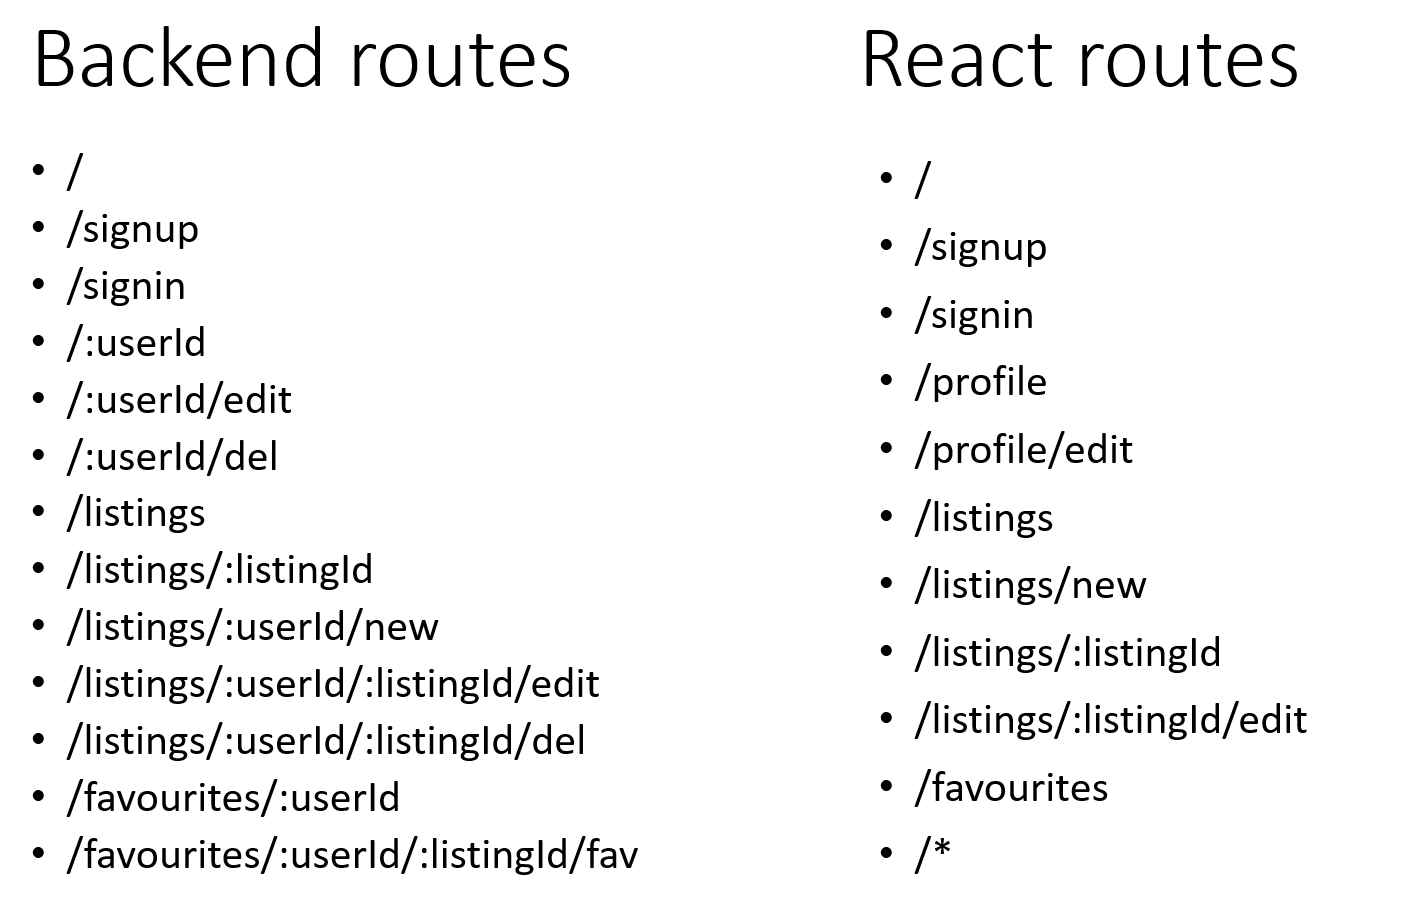 Backend routes
• /
• /signup
• /signin
• /:userId
• /:userId/edit
• /:userId/del
• /listings
• /listings/:listingId
• /listings/:userId/new
• /listings/:userId/:listingId/edit
• /listings/:userId/:listingId/del
• /favourites/:userId
• /favourites/:userId/:listingId/fav
React routes
• /
• /signup
• /signin
• /profile
• /profile/edit
• /listings
• /listings/new
• /listings/:listingId
• /listings/:listingId/edit
• /favourites
• /*